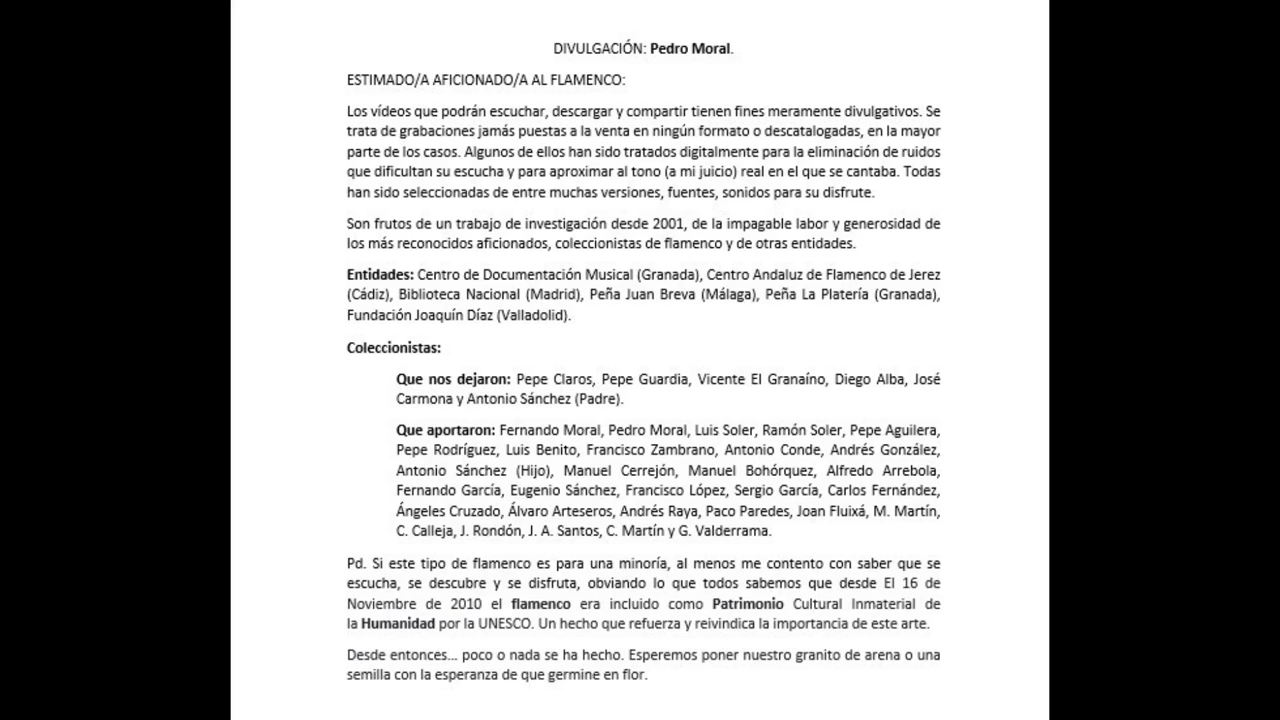 DIVULGACIÓN: Pedro Moral.
ESTIMADO/A AFICIONADO/A AL FLAMENCO:
Los vídeos que podrán escuchar, descargar y compartir tienen fines meramente divulgativos. Se
trata de grabaciones jamás puestas a la venta en ningún formato o descatalogadas, en la mayor
parte de los casos. Algunos de ellos han sido tratados digitalmente para la eliminación de ruidos
que dificultan su escucha y para aproximar al tono (a mi juicio) real en el que se cantaba. Todas
han sido seleccionadas de entre muchas versiones, fuentes, sonidos para su disfrute.
Son frutos de un trabajo de investigación desde 2001, de la impagable labor y generosidad de
los más reconocidos aficionados, coleccionistas de flamenco y de otras entidades.
Entidades: Centro de Documentación Musical (Granada), Centro Andaluz de Flamenco de Jerez
(Cádiz), Biblioteca Nacional (Madrid), Peña Juan Breva (Málaga), Peña La Platería (Granada),
Fundación Joaquín Díaz (Valladolid).
Coleccionistas:
Que nos dejaron: Pepe Claros, Pepe Guardia, Vicente El Granaíno, Diego Alba, José
Carmona y Antonio Sánchez (Padre).
Que aportaron: Fernando Moral, Pedro Moral, Luis Soler, Ramón Soler, Pepe Aguilera,
Pepe Rodríguez, Luis Benito, Francisco Zambrano, Antonio Conde, Andrés González,
Antonio Sánchez (Hijo), Manuel Cerrejón, Manuel Bohórquez, Alfredo Arrebola,
Fernando García, Eugenio Sánchez, Francisco López, Sergio García, Carlos Fernández,
Ángeles Cruzado, Álvaro Arteseros, Andrés Raya, Paco Paredes, Joan Fluixá, M. Martín,
C. Calleja, J. Rondón, J. A. Santos, C. Martín y G. Valderrama.
Pd. Si este tipo de flamenco es para una minoría, al menos me contento con saber que se
escucha, se descubre y se disfruta, obviando lo que todos sabemos que desde El 16 de
Noviembre de 2010 el flamenco era incluido como Patrimonio Cultural Inmaterial de
la Humanidad por la UNESCO. Un hecho que refuerza y reivindica la importancia de este arte.
Desde entonces... poco o nada se ha hecho. Esperemos poner nuestro granito de arena o una
semilla con la esperanza de que germine en flor.